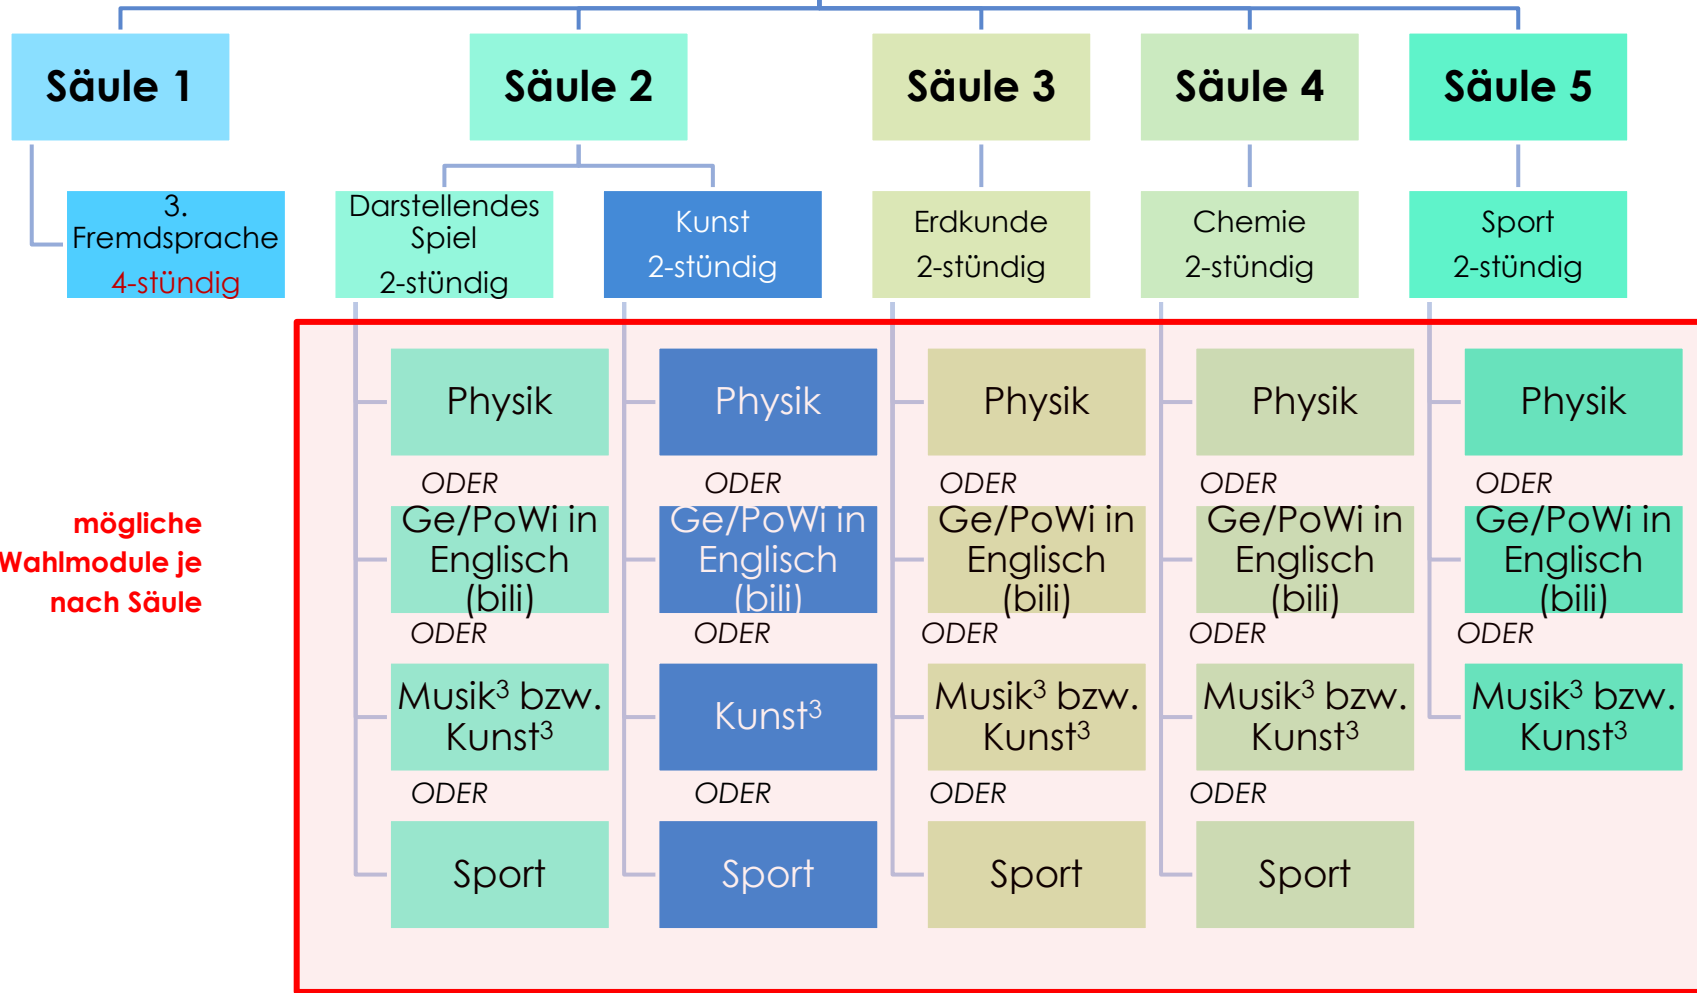 Säule 1
Säule 2
Säule 3
Säule 4
Säule 5
3.
Fremdsprache
4-stündig
Darstellendes
Spiel
2-stündig
Kunst
2-stündig
Erdkunde
2-stündig
Chemie
2-stündig
Sport
2-stündig
mögliche
Wahlmodule je
nach Säule
Physik
ODER
Ge/PoWi in
Englisch
(bili)
ODER
Musik³ bzw.
Kunst³
ODER
Sport
Physik
ODER
Ge/PoWi in
Englisch
(bili)
ODER
Kunst³
ODER
Sport
Physik
ODER
Ge/PoWi in
Englisch
(bili)
ODER
Musik³ bzw.
Kunst³
ODER
Sport
Physik
ODER
Ge/PoWi in
Englisch
(bili)
ODER
Musik³ bzw.
Kunst³
ODER
Sport
Physik
ODER
Ge/PoWi in
Englisch
(bili)
ODER
Musik³ bzw.
Kunst³